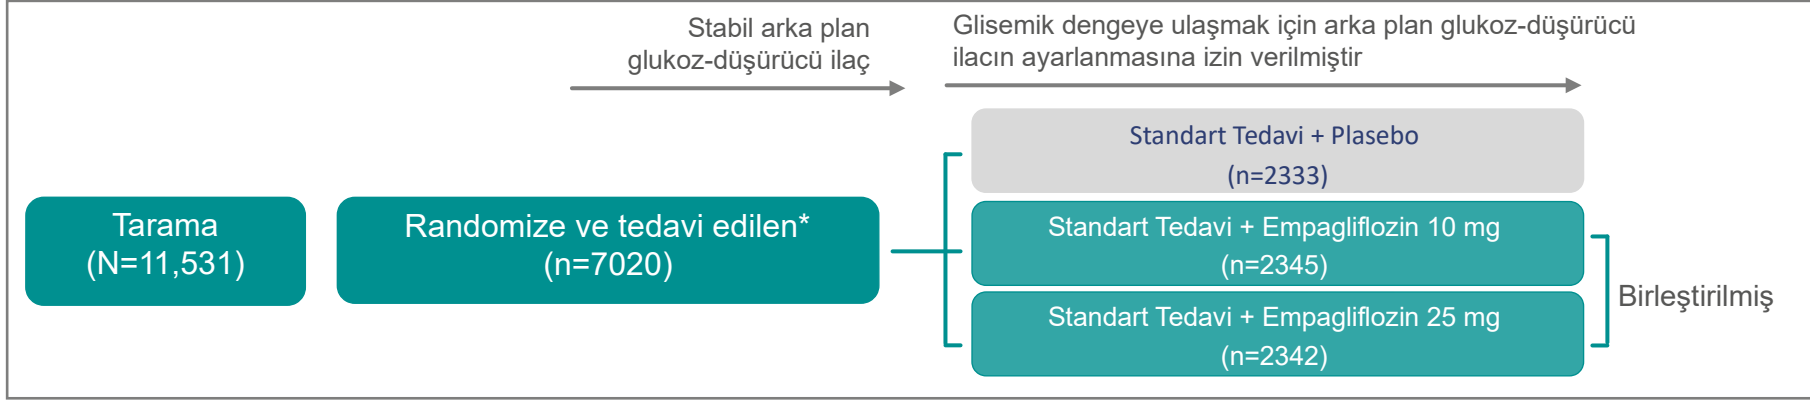 Stabil arka plan
glukoz-düşürücü ilaç
Glisemik dengeye ulaşmak için arka plan glukoz-düşürücü
ilacın ayarlanmasına izin verilmiştir
Tarama
(N=11,531)
Randomize ve tedavi edilen*
(n=7020)
Standart Tedavi + Plasebo
(n=2333)
Standart Tedavi + Empagliflozin 10 mg
(n=2345)
Standart Tedavi + Empagliflozin 25 mg
(n=2342)
Birleştirilmiş